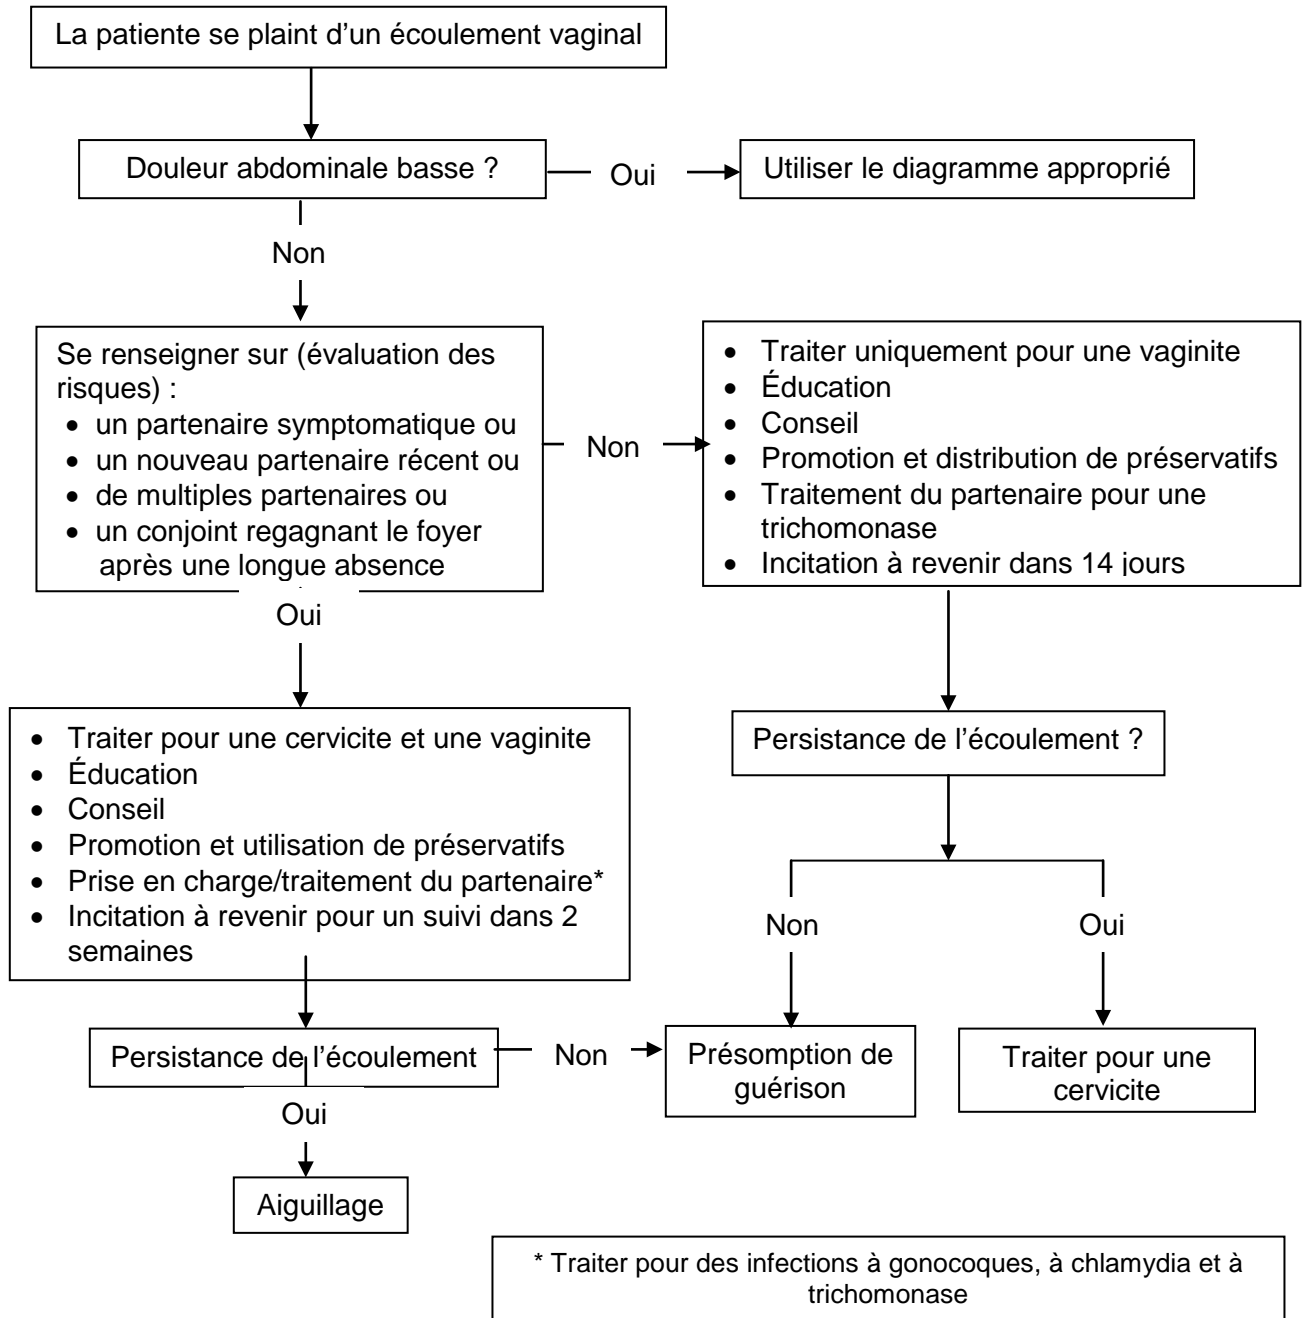 La patiente se plaint d’un écoulement vaginal
Douleur abdominale basse ?
Oui
Utiliser le diagramme approprié
Non
Se renseigner sur (évaluation des
risques) :
• un partenaire symptomatique ou
• un nouveau partenaire récent ou
• de multiples partenaires ou
• un conjoint regagnant le foyer
après une longue absence
Non
• Traiter uniquement pour une vaginite
• Éducation
• Conseil
• Promotion et distribution de préservatifs
• Traitement du partenaire pour une
trichomonase
• Incitation à revenir dans 14 jours
Oui
• Traiter pour une cervicite et une vaginite
• Éducation
• Conseil
• Promotion et utilisation de préservatifs
• Prise en charge/traitement du partenaire*
• Incitation à revenir pour un suivi dans 2
semaines
Persistance de l’écoulement ?
Non
Oui
Persistance de l’écoulement
Non
Présomption de
guérison
Traiter pour une
cervicite
Oui
Aiguillage
* Traiter pour des infections à gonocoques, à chlamydia et à
trichomonase